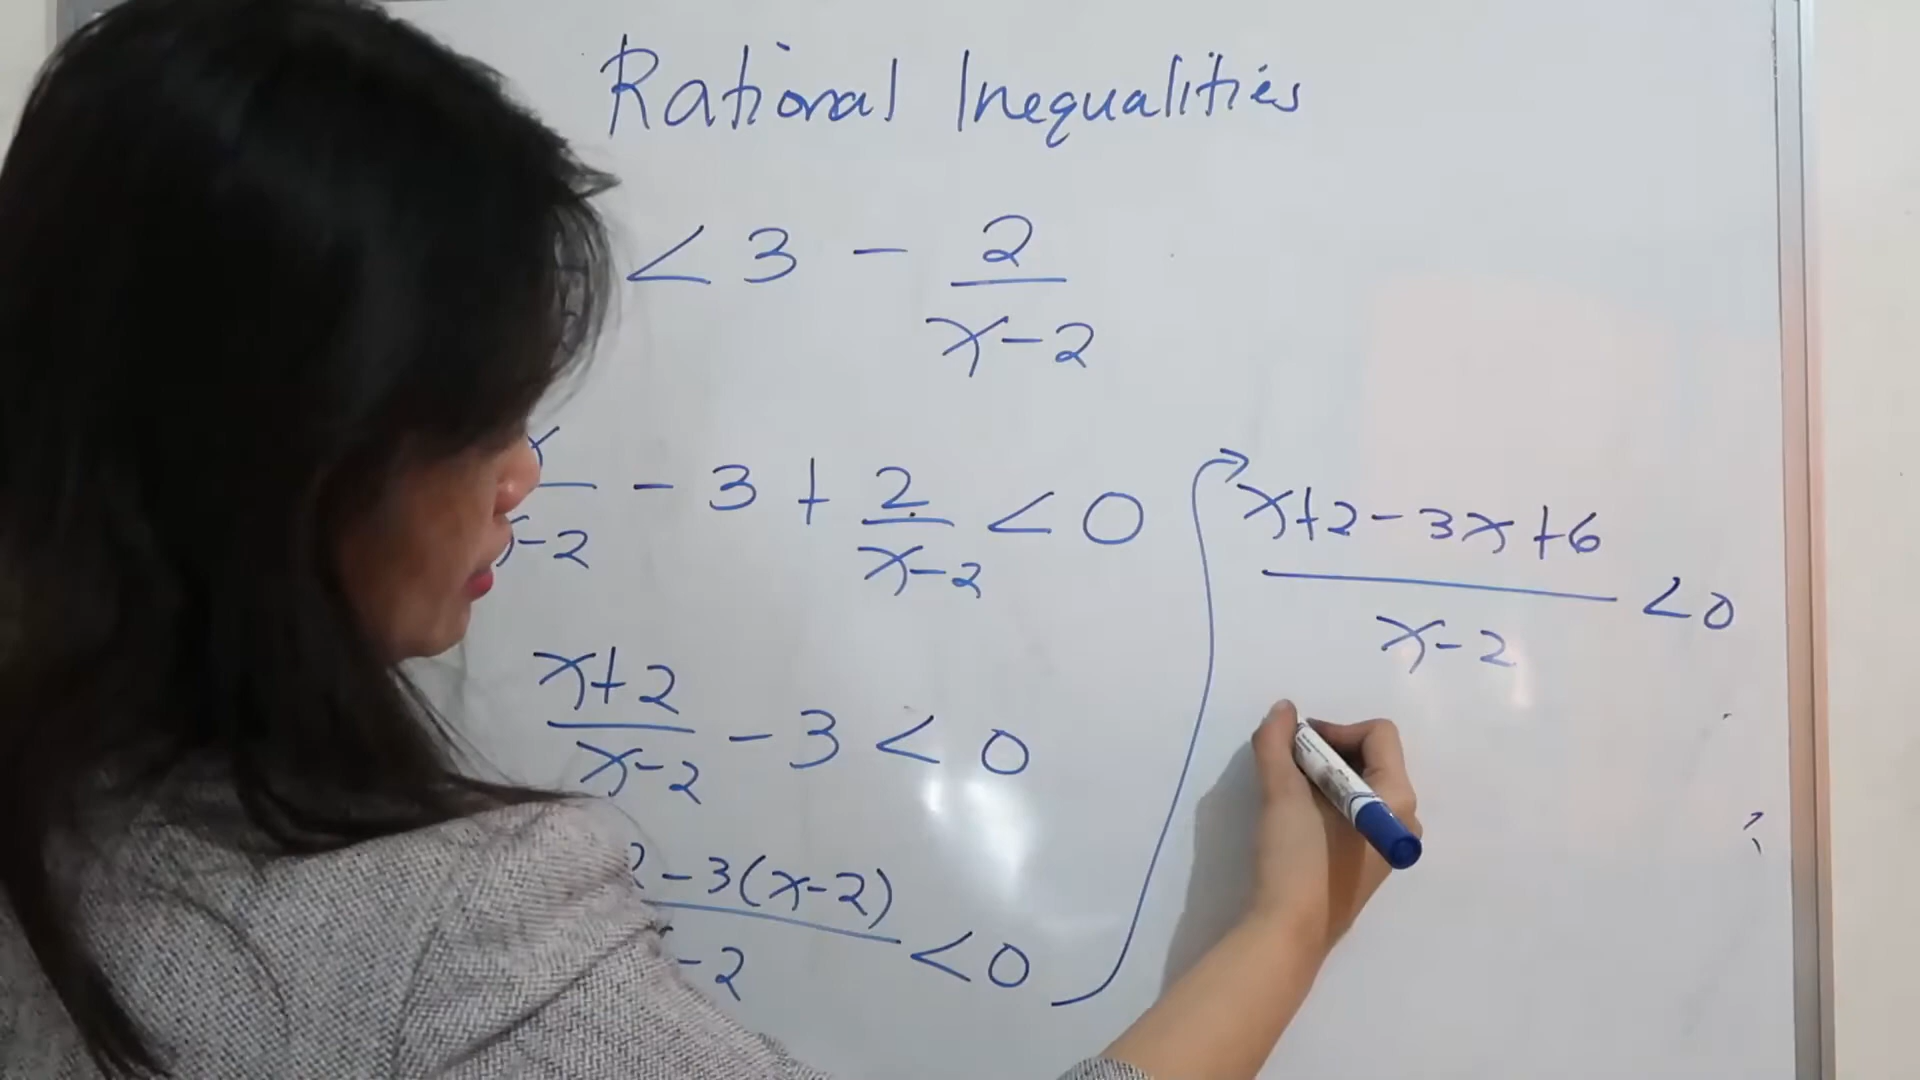 Rational Inequalities
< 3 - 2/(x-2)
x/(x-2) - 3 + 2/(x-2) < 0
(x+2)/(x-2) - 3 < 0
2 - 3(x-2) / -2 < 0
(x+2-3x+6)/(x-2) < 0